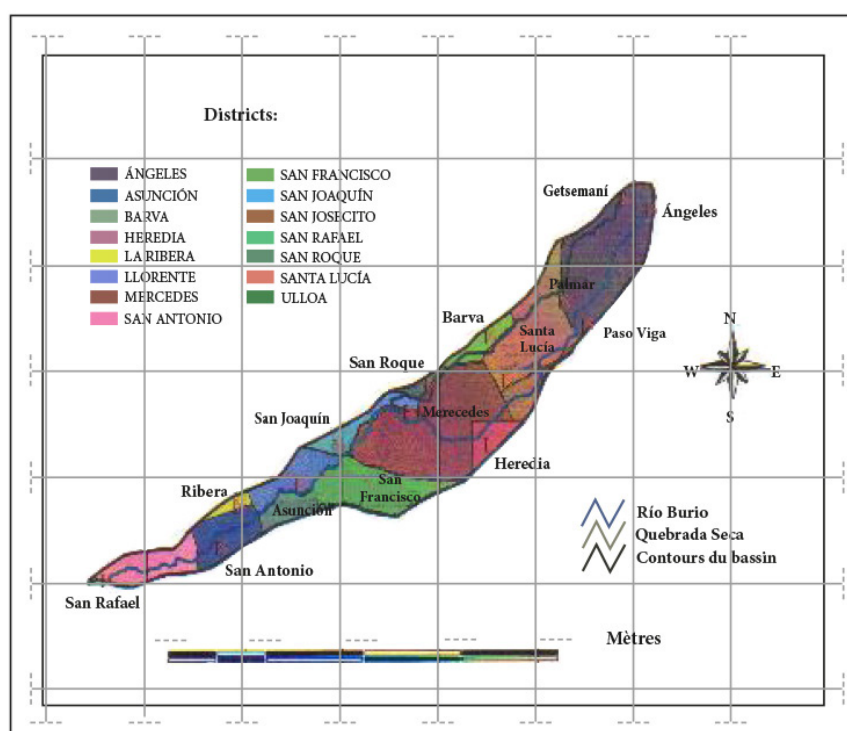 Districts:
ÁNGELES
ASUNCIÓN
BARVA
HEREDIA
LA RIBERA
LLORENTE
MERCEDES
SAN ANTONIO
SAN FRANCISCO
SAN JOAQUÍN
SAN JOSECITO
SAN RAFAEL
SAN ROQUE
SANTA LUCÍA
ULLOA
Getsemaní
Ángeles
Palmar
Barva
Santa
Lucía
Paso Viga
San Roque
Merecedes
San Joaquín
Heredia
Ribera
San
Francisco
Asunción
San Antonio
San Rafael
N
W
E
S
Río Burio
Quebrada Seca
Contours du bassin
Mètres